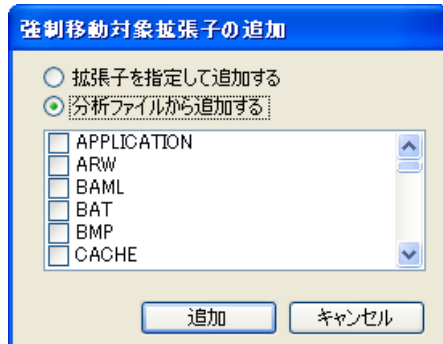 強制移動対象拡張子の追加
拡張子を指定して追加する
分析ファイルから追加する
APPLICATION
ARW
BAML
BAT
BMP
CACHE
追加 キャンセル